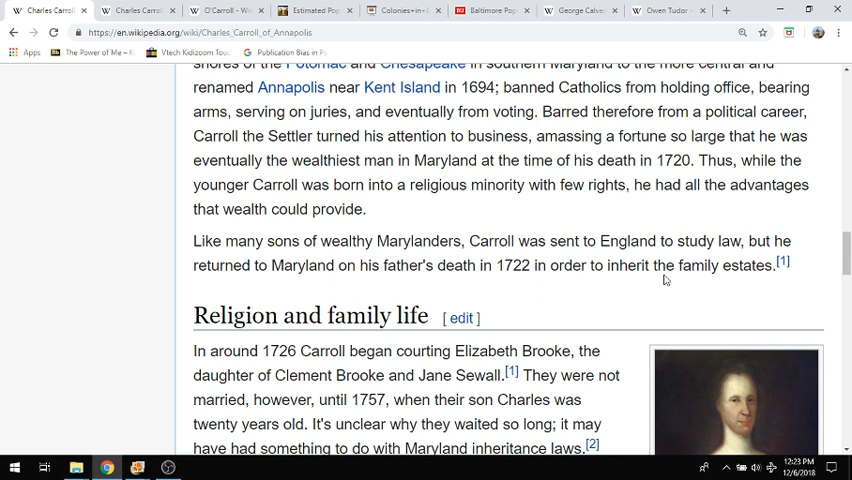 Charles Carroll
Charles Carrol
O'Carroll - Wi
Estimated Pop
Colonies+in+
Baltimore Pop
George Calver
Owen Tudor -
https://en.wikipedia.org/wiki/Charles_Carroll_of_Annapolis
Apps
The Power of Me – K
Vtech Kidizoom Touc
Publication Bias in P
shores of the Potomac and Chesapeake in southern Maryland to the more central and
renamed Annapolis near Kent Island in 1694; banned Catholics from holding office, bearing
arms, serving on juries, and eventually from voting. Barred therefore from a political career,
Carroll the Settler turned his attention to business, amassing a fortune so large that he was
eventually the wealthiest man in Maryland at the time of his death in 1720. Thus, while the
younger Carroll was born into a religious minority with few rights, he had all the advantages
that wealth could provide.
Like many sons of wealthy Marylanders, Carroll was sent to England to study law, but he
returned to Maryland on his father's death in 1722 in order to inherit the family estates.[1]
Religion and family life [ edit ]
In around 1726 Carroll began courting Elizabeth Brooke, the
daughter of Clement Brooke and Jane Sewall.[1] They were not
married, however, until 1757, when their son Charles was
twenty years old. It's unclear why they waited so long; it may
have had something to do with Maryland inheritance laws.[2]
12:23 PM
12/6/2018